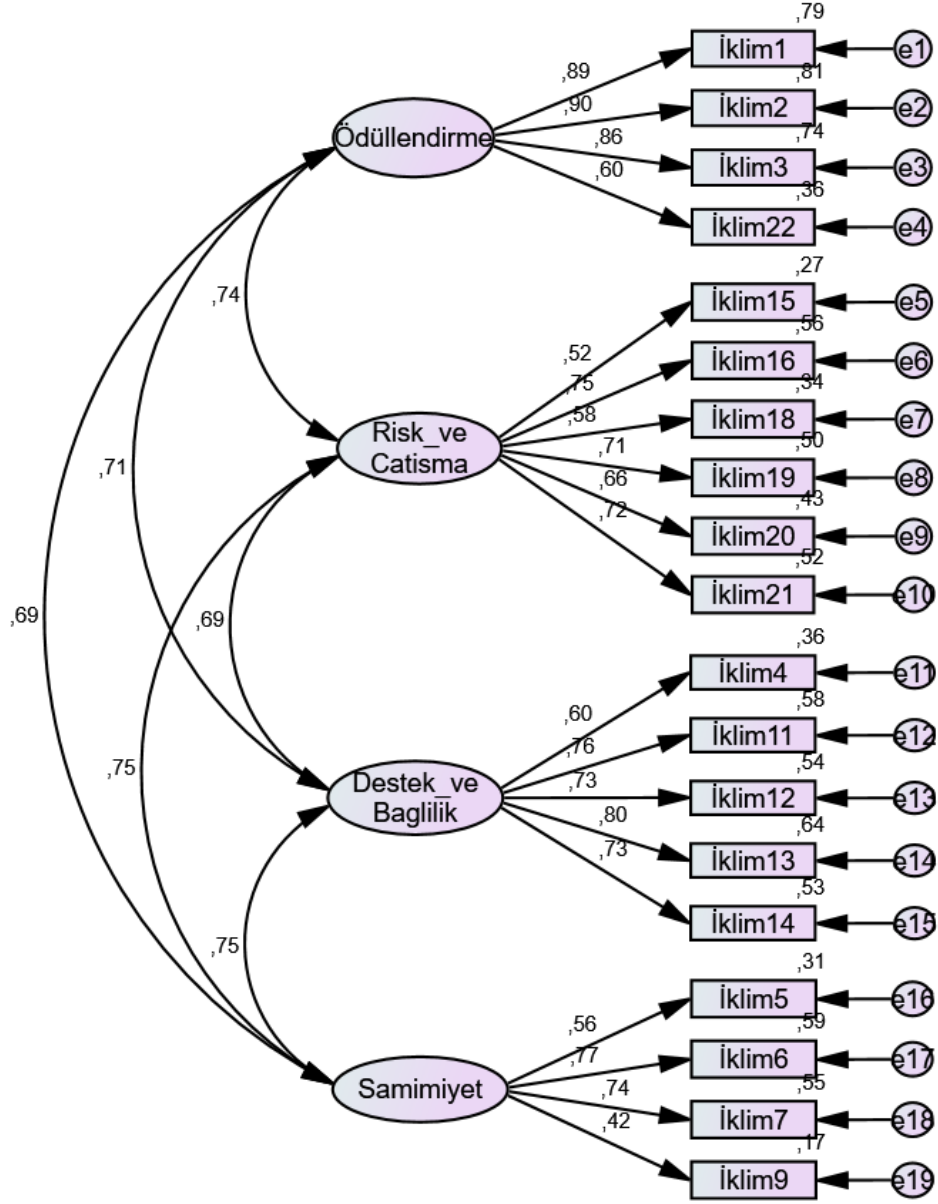 ,79
İklim1
e1
,89
,81
,90
İklim2
e2
Ödüllendirme
,74
,86
İklim3
e3
,60
,36
İklim22
e4
,27
,74
İklim15
e5
,52
,56
İklim16
e6
,75
,34
,58
İklim18
e7
Risk_ve
Catisma
,71
,50
,71
İklim19
e8
,66
,43
,72
İklim20
e9
,52
İklim21
e10
,69
,69
,36
İklim4
e11
,60
,58
İklim11
e12
,76
,75
,54
,73
Destek_ve
Baglilik
İklim12
e13
,80
,64
,73
İklim13
e14
,53
İklim14
e15
,75
,31
İklim5
e16
,56
,59
,77
İklim6
e17
Samimiyet
,74
,55
,42
İklim7
e18
,17
İklim9
e19